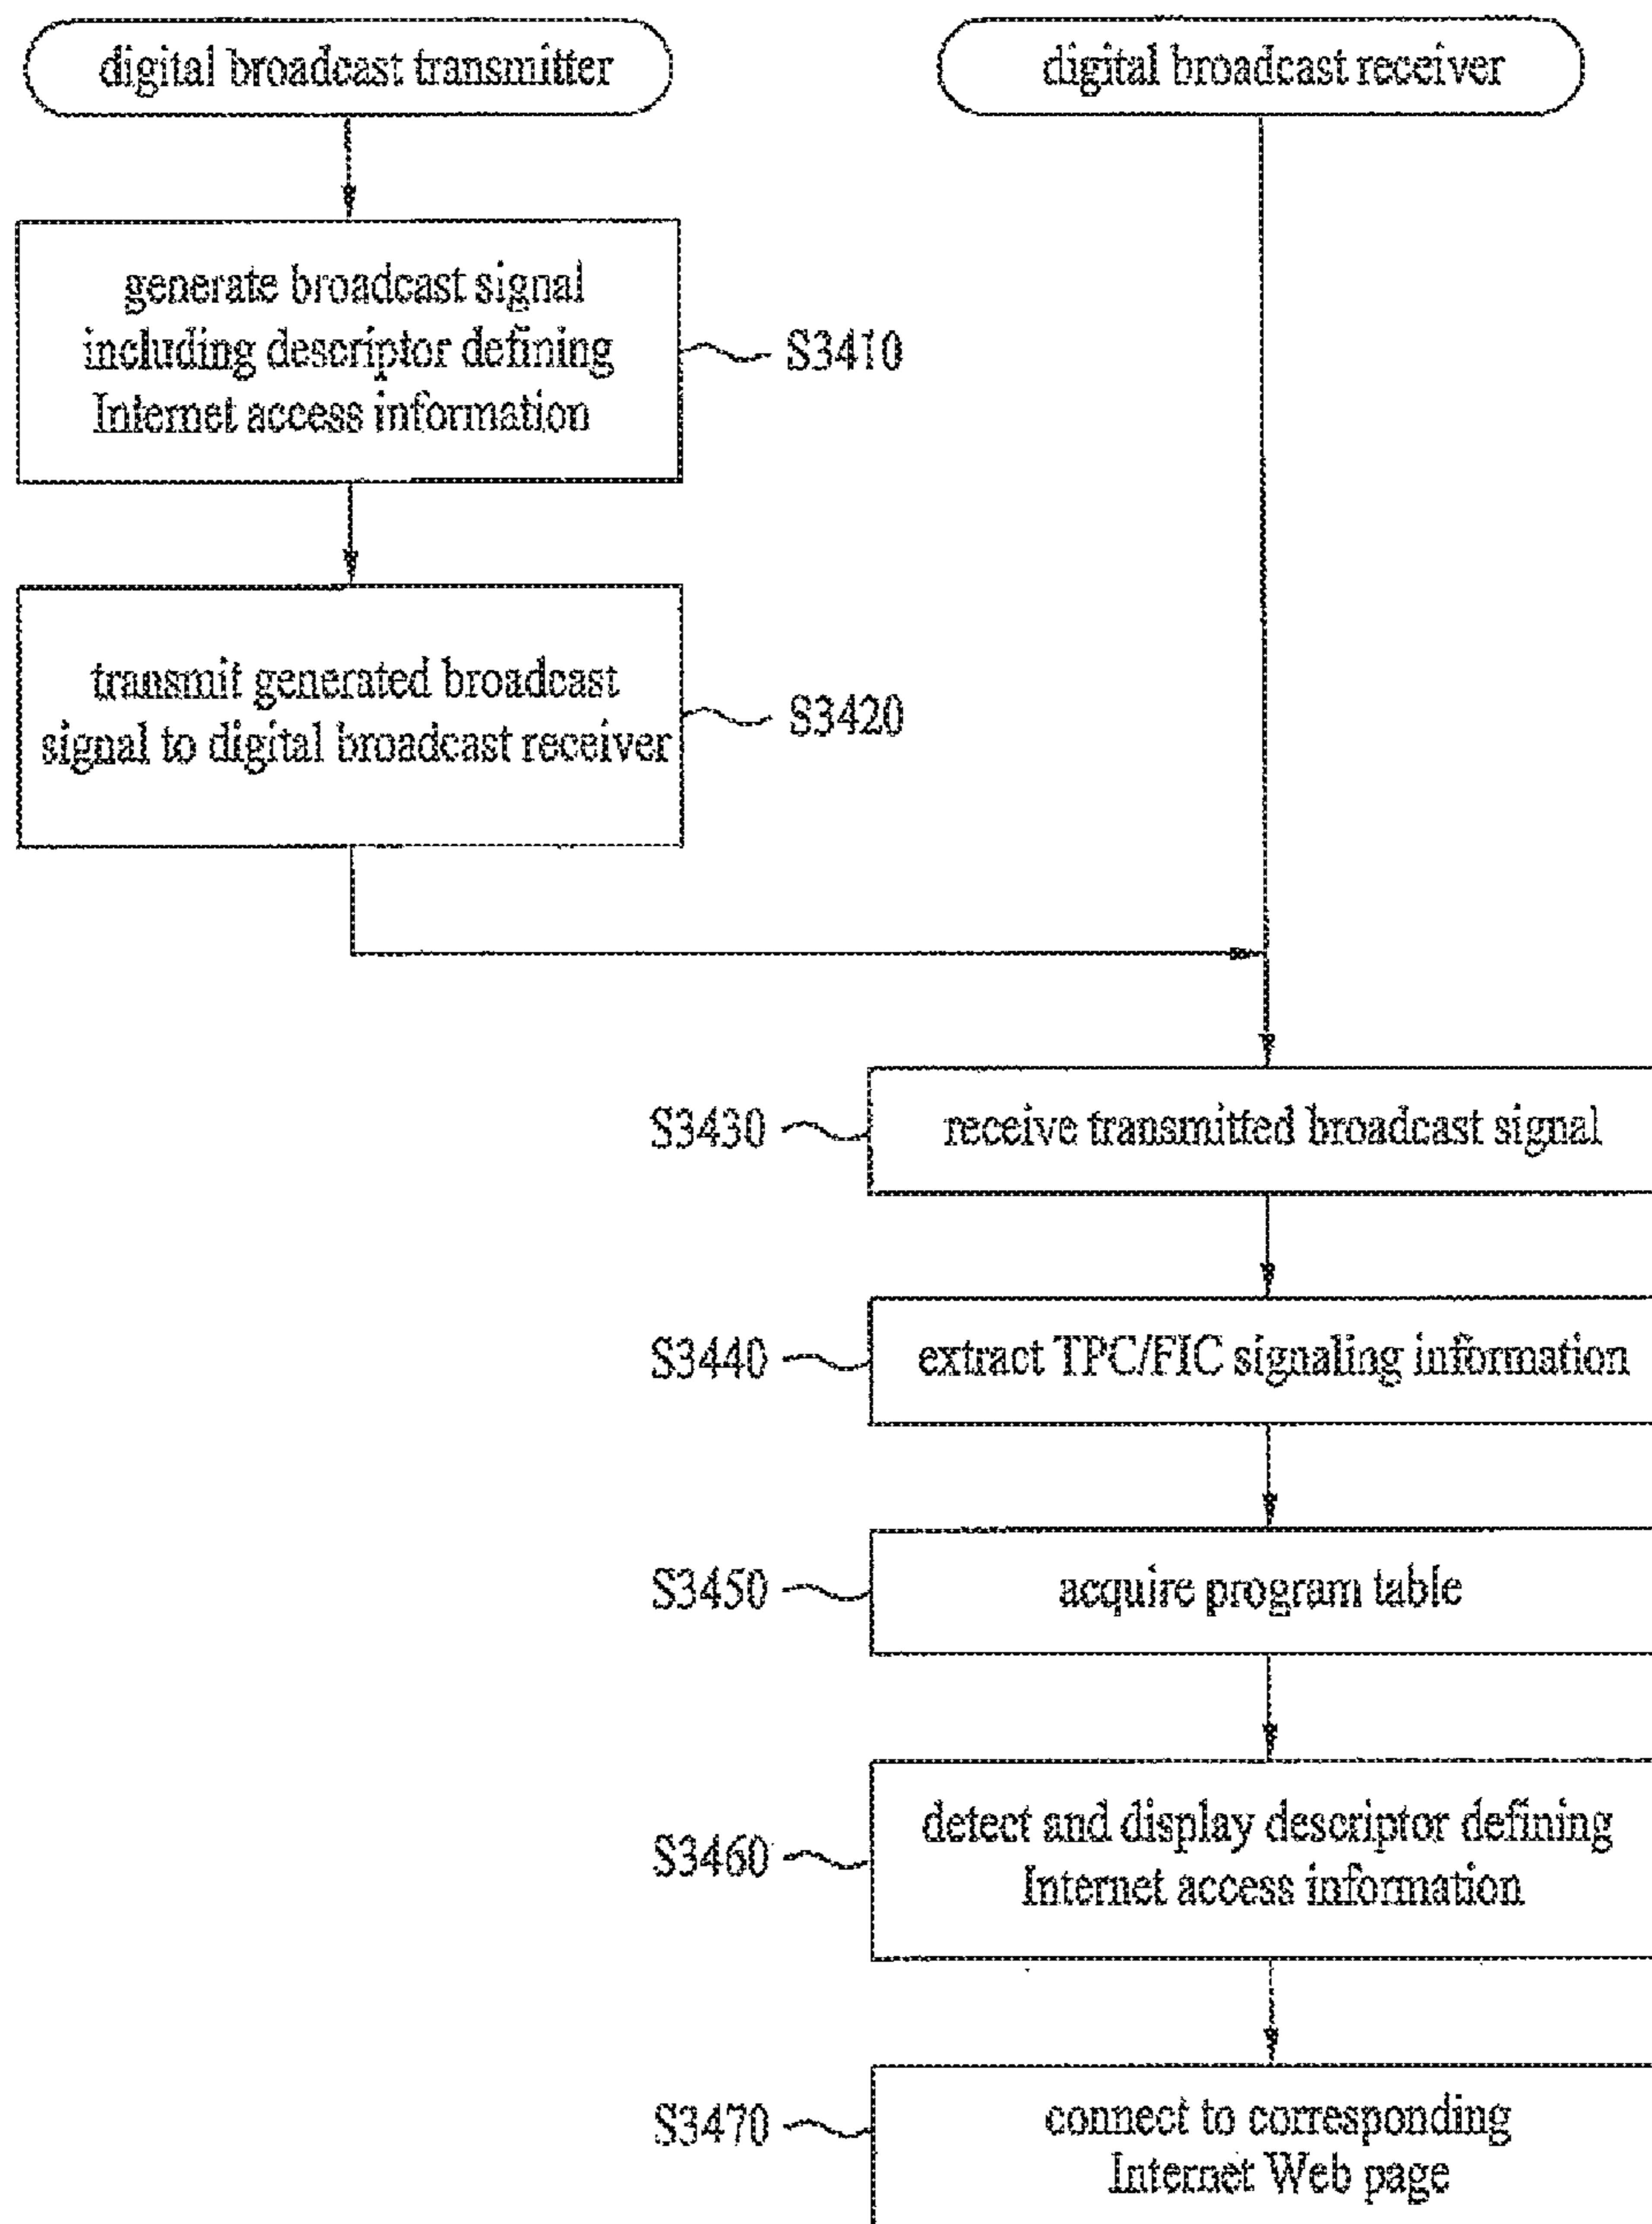 digital broadcast transmitter
digital broadcast receiver
generate broadcast signal
including descriptor defining
Internet access information
S3410
transmit generated broadcast
signal to digital broadcast receiver
S3420
S3430
receive transmitted broadcast signal
S3440
extract TPC/FIC signaling information
S3450
acquire program table
S3460
detect and display descriptor defining
Internet access information
S3470
connect to corresponding
Internet Web page